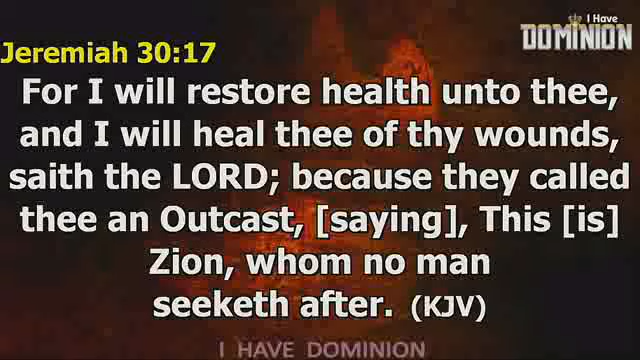 I Have
DOMINION
Jeremiah 30:17
For I will restore health unto thee,
and I will heal thee of thy wounds,
saith the LORD; because they called
thee an Outcast, [saying], This [is]
Zion, whom no man
seeketh after. (KJV)
I HAVE DOMINION